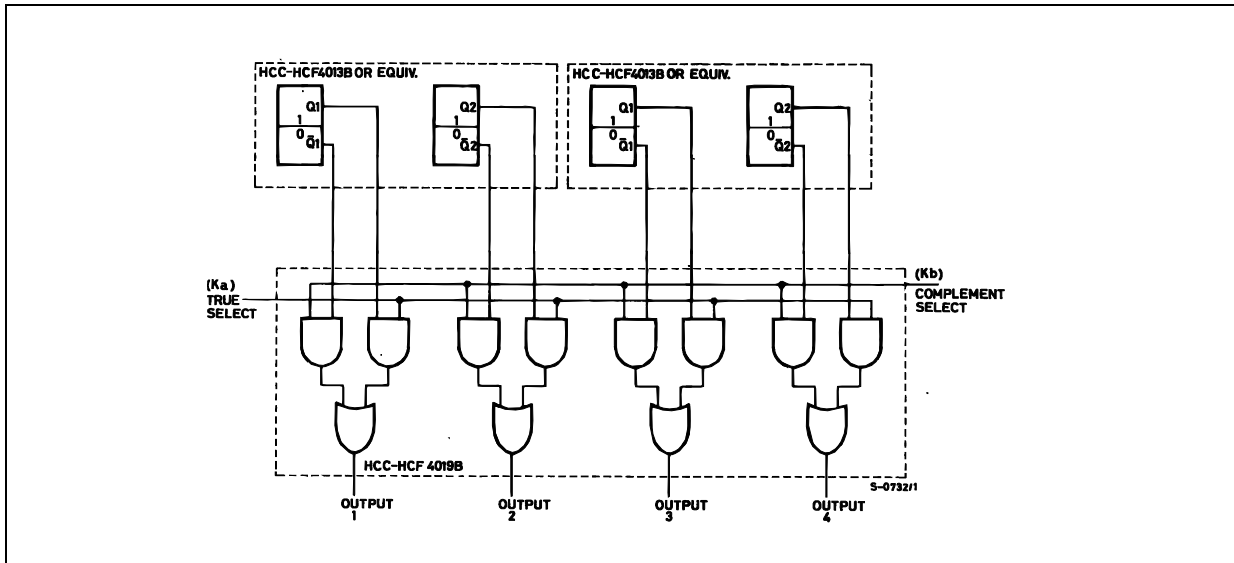 HCC-HCF4013B OR EQUIV.
HCC-HCF4013B OR EQUIV.
Q1
1
0
Q̅1
Q2
1
0
Q̅2
Q1
1
0
Q̅1
Q2
1
0
Q̅2
(Ka)
TRUE
SELECT
(Kb)
COMPLEMENT
SELECT
HCC-HCF 4019B
S-0732/1
OUTPUT
1
OUTPUT
2
OUTPUT
3
OUTPUT
4